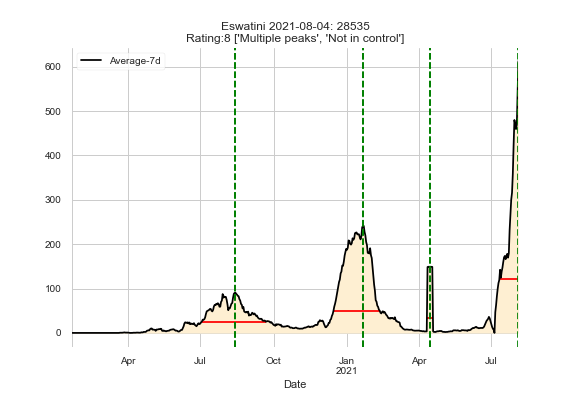 Eswatini 2021-08-04: 28535
Rating:8 ['Multiple peaks', 'Not in control']
Average-7d
600
500
400
300
200
100
0
Apr
Jul
Oct
Jan
2021
Apr
Jul
Date